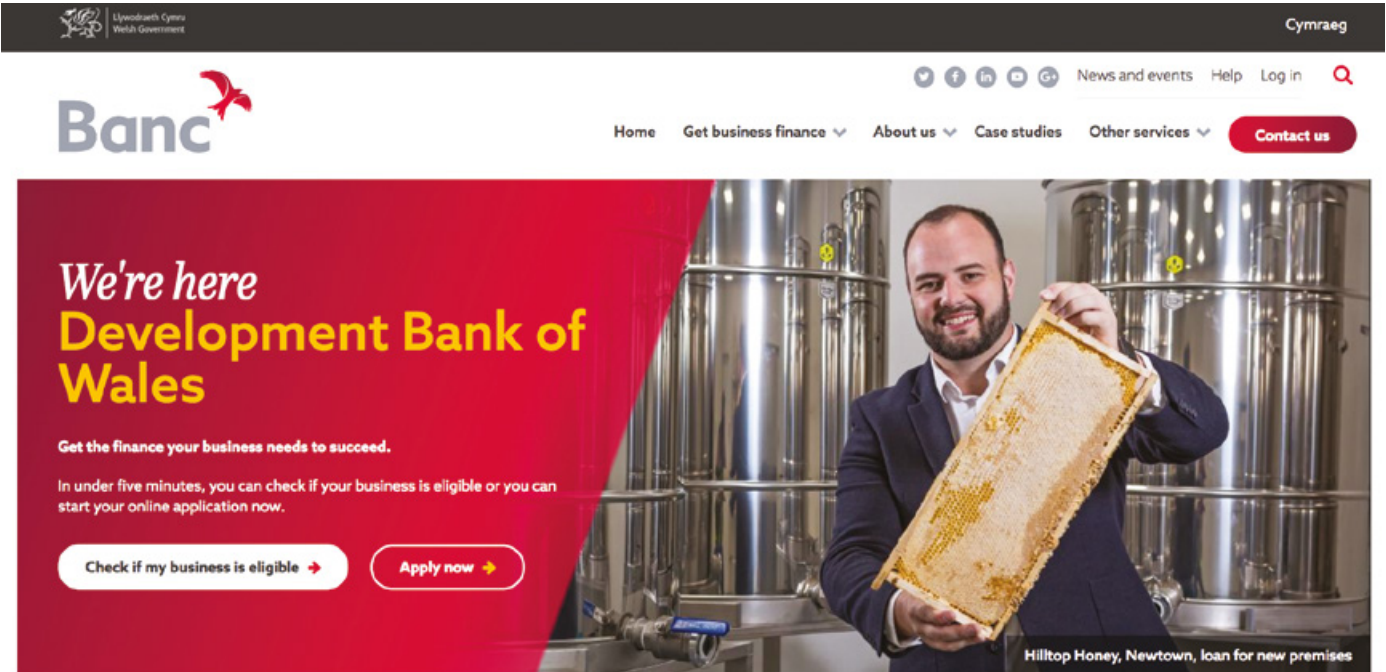 Llywodraeth Cymru
Welsh Government
Cymraeg
News and events Help Log in
Banc
Home Get business finance About us Case studies Other services Contact us
We're here
Development Bank of
Wales
Get the finance your business needs to succeed.
In under five minutes, you can check if your business is eligible or you can
start your online application now.
Check if my business is eligible
Apply now
Hilltop Honey, Newtown, loan for new premises